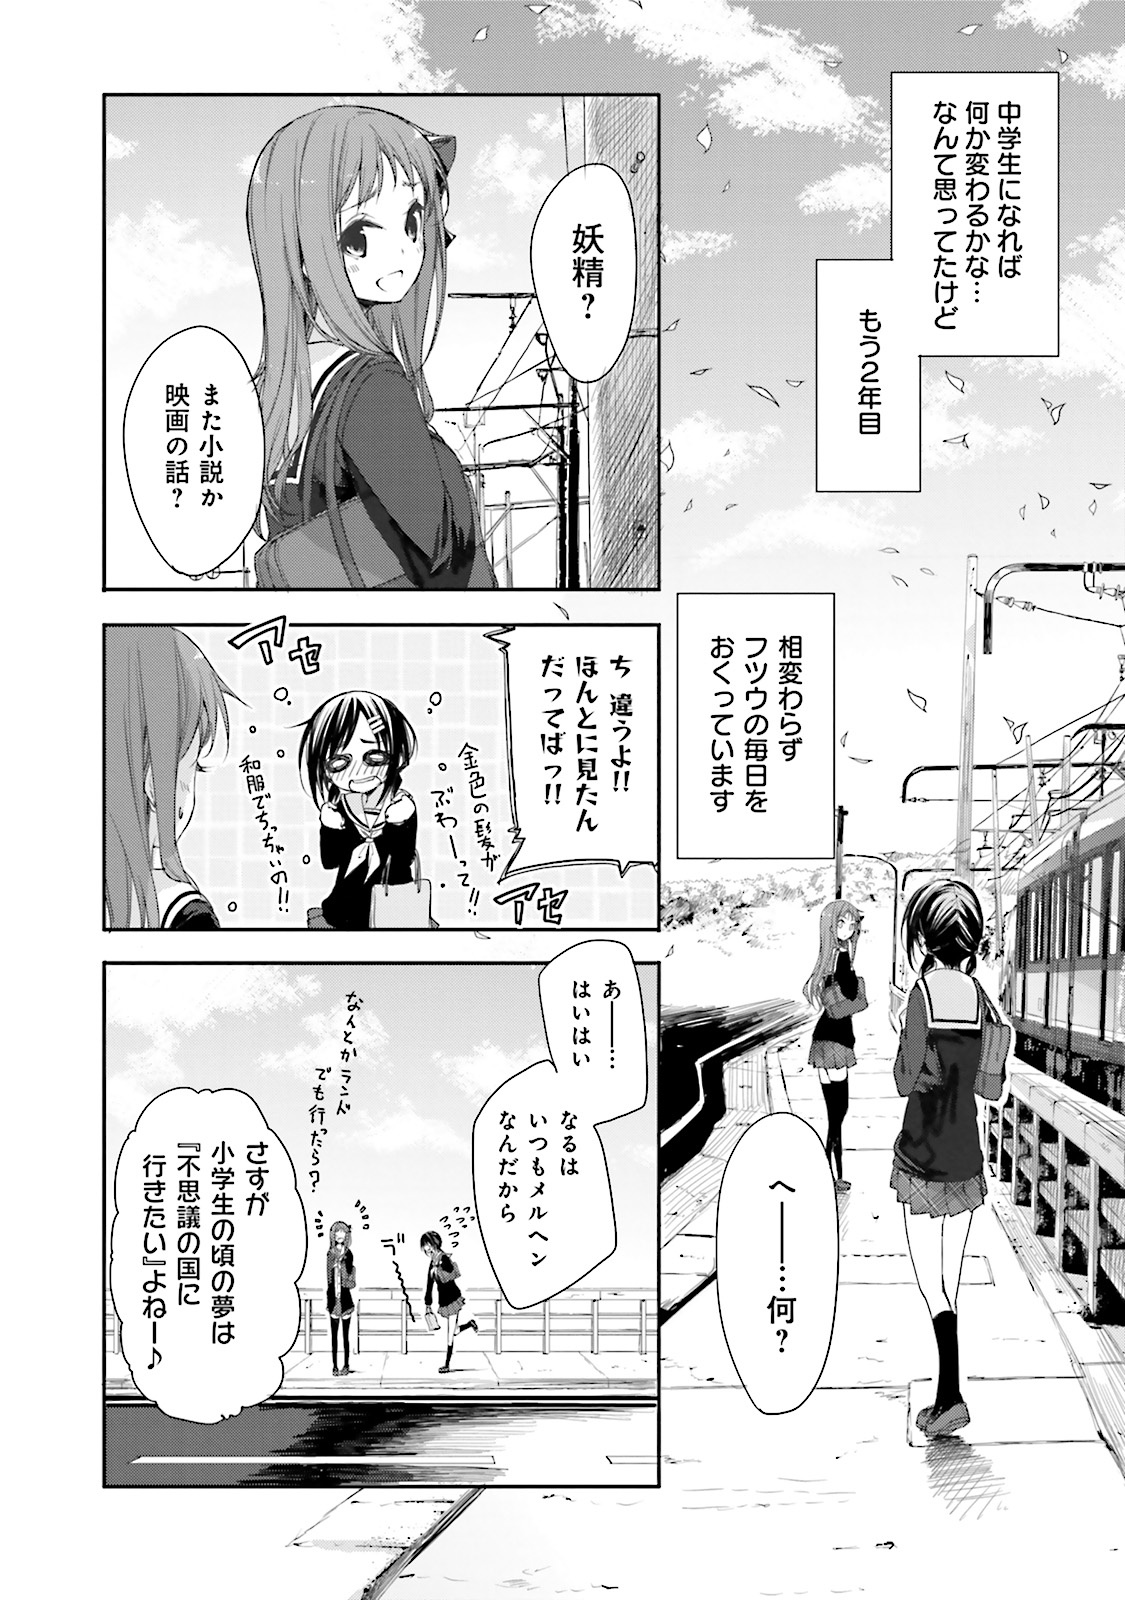 中学生になれば
何か変わるかな…
なんて思ってたけど
もう2年目
相変わらず
フツウの毎日を
おくっています
へ――…何?
妖精?
また小説か
映画の話?
ち 違うよ!!
ほんとに見たん
だってばっ!!
アセ
金色の髪が
ぶわーって!!
和服でちっちゃいの!!
アセ
あ――…
はいはい
なるは
いつもメルヘン
なんだから
なんとかランド
でも行ったら?
さすが
小学生の頃の夢は
『不思議の国に
行きたい』よねー♪